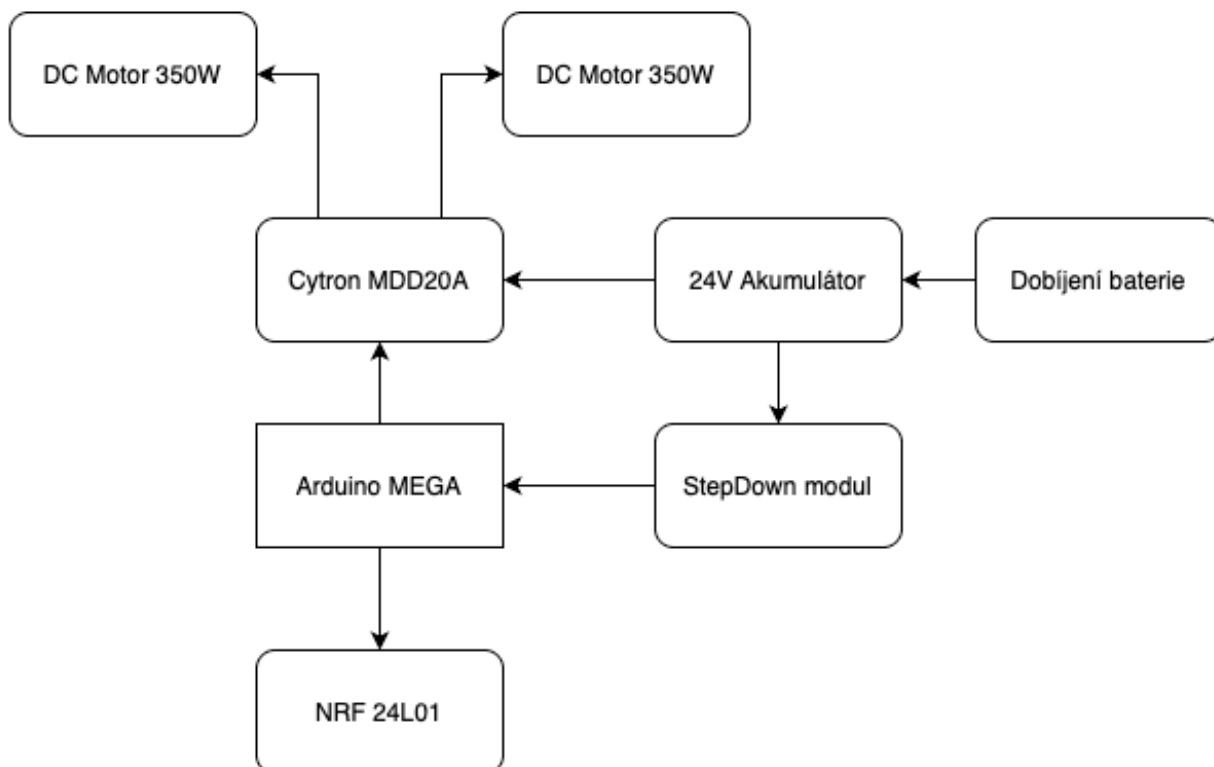 DC Motor 350W
DC Motor 350W
Cytron MDD20A
24V Akumulátor
Dobíjení baterie
Arduino MEGA
StepDown modul
NRF 24L01